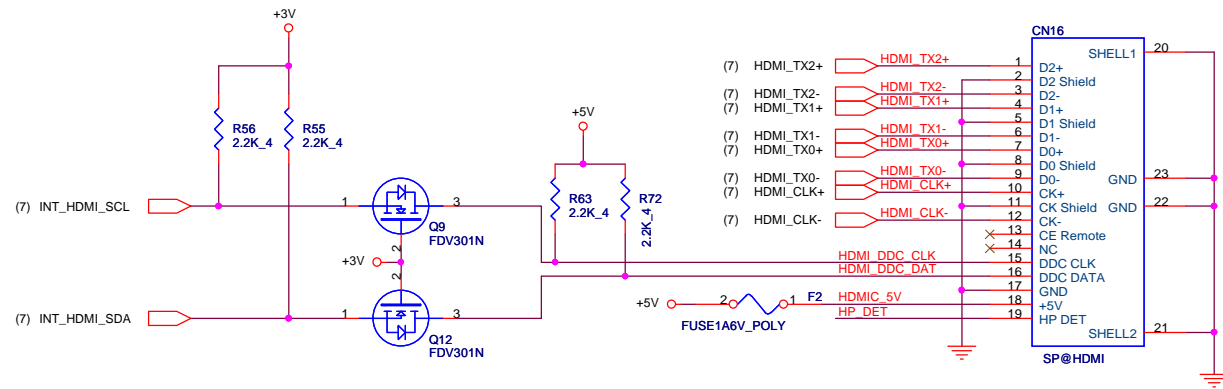 +3V
R56
2.2K_4
R55
2.2K_4
(7) INT_HDMI_SCL
1
3
Q9
FDV301N
2
+3V
2
(7) INT_HDMI_SDA
1
3
Q12
FDV301N
+5V
R63
2.2K_4
R72
2.2K_4
HDMI_DDC_CLK
HDMI_DDC_DAT
+5V
2
1
F2
HDMIC_5V
FUSE1A6V_POLY
HP_DET
(7) HDMI_TX2+
HDMI_TX2+
(7) HDMI_TX2-
HDMI_TX2-
(7) HDMI_TX1+
HDMI_TX1+
(7) HDMI_TX1-
HDMI_TX1-
(7) HDMI_TX0+
HDMI_TX0+
(7) HDMI_TX0-
HDMI_TX0-
(7) HDMI_CLK+
HDMI_CLK+
(7) HDMI_CLK-
HDMI_CLK-
CN16
SHELL1 20
1 D2+
2 D2 Shield
3 D2-
4 D1+
5 D1 Shield
6 D1-
7 D0+
8 D0 Shield
9 D0-
GND 23
10 CK+
11 CK Shield
GND 22
12 CK-
13 CE Remote
14 NC
15 DDC CLK
16 DDC DATA
17 GND
18 +5V
19 HP DET
SHELL2 21
SP@HDMI